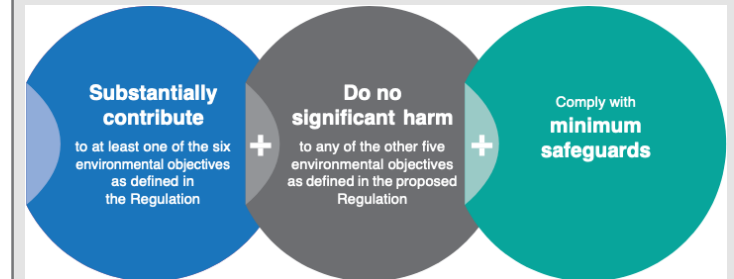 Substantially
contribute
to at least one of the six
environmental objectives
as defined in
the Regulation
+
Do no
significant harm
to any of the other five
environmental objectives
as defined in the proposed
Regulation
+
Comply with
minimum
safeguards